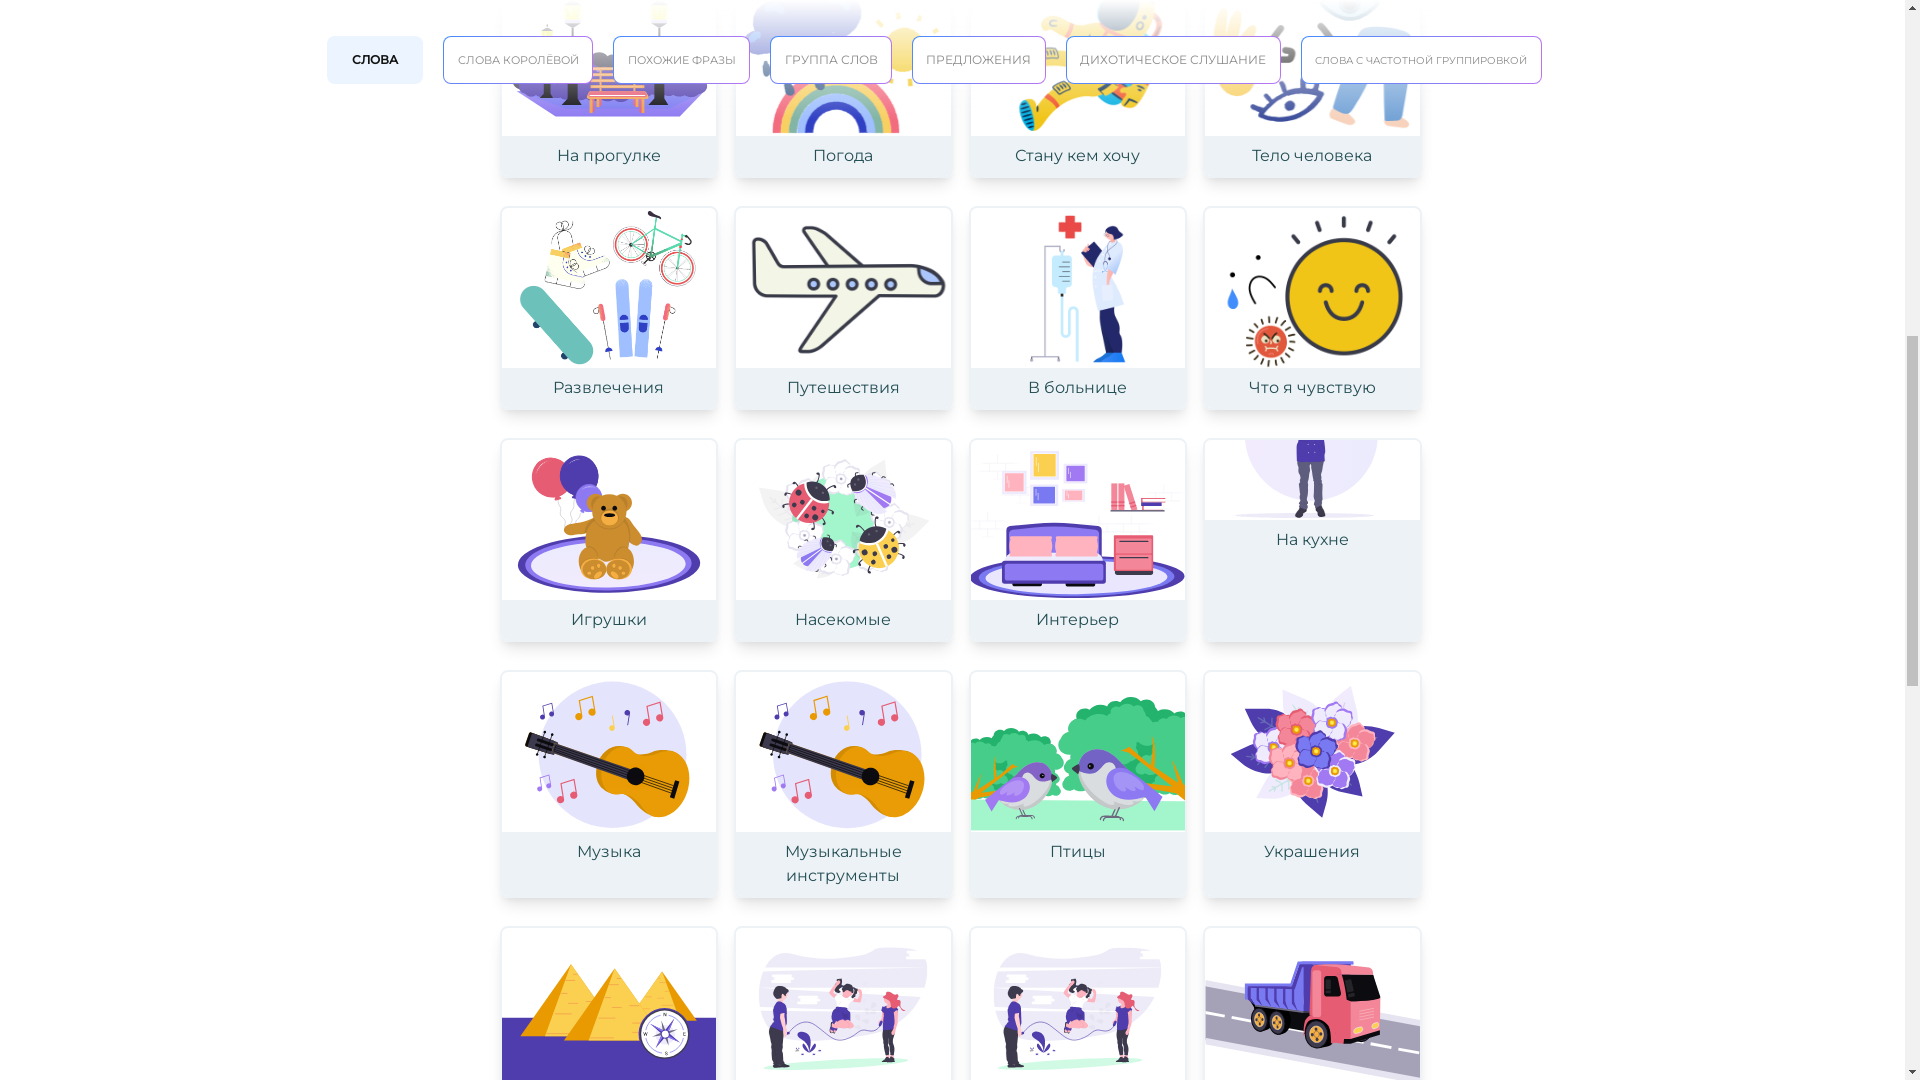 СЛОВА
СЛОВА КОРОЛЁВОЙ
ПОХОЖИЕ ФРАЗЫ
ГРУППА СЛОВ
ПРЕДЛОЖЕНИЯ
ДИХОТИЧЕСКОЕ СЛУШАНИЕ
СЛОВА С ЧАСТОТНОЙ ГРУППИРОВКОЙ
На прогулке
Погода
Стану кем хочу
Тело человека
Развлечения
Путешествия
В больнице
Что я чувствую
Игрушки
Насекомые
Интерьер
На кухне
Музыка
Музыкальные
инструменты
Птицы
Украшения
N
W
E
S